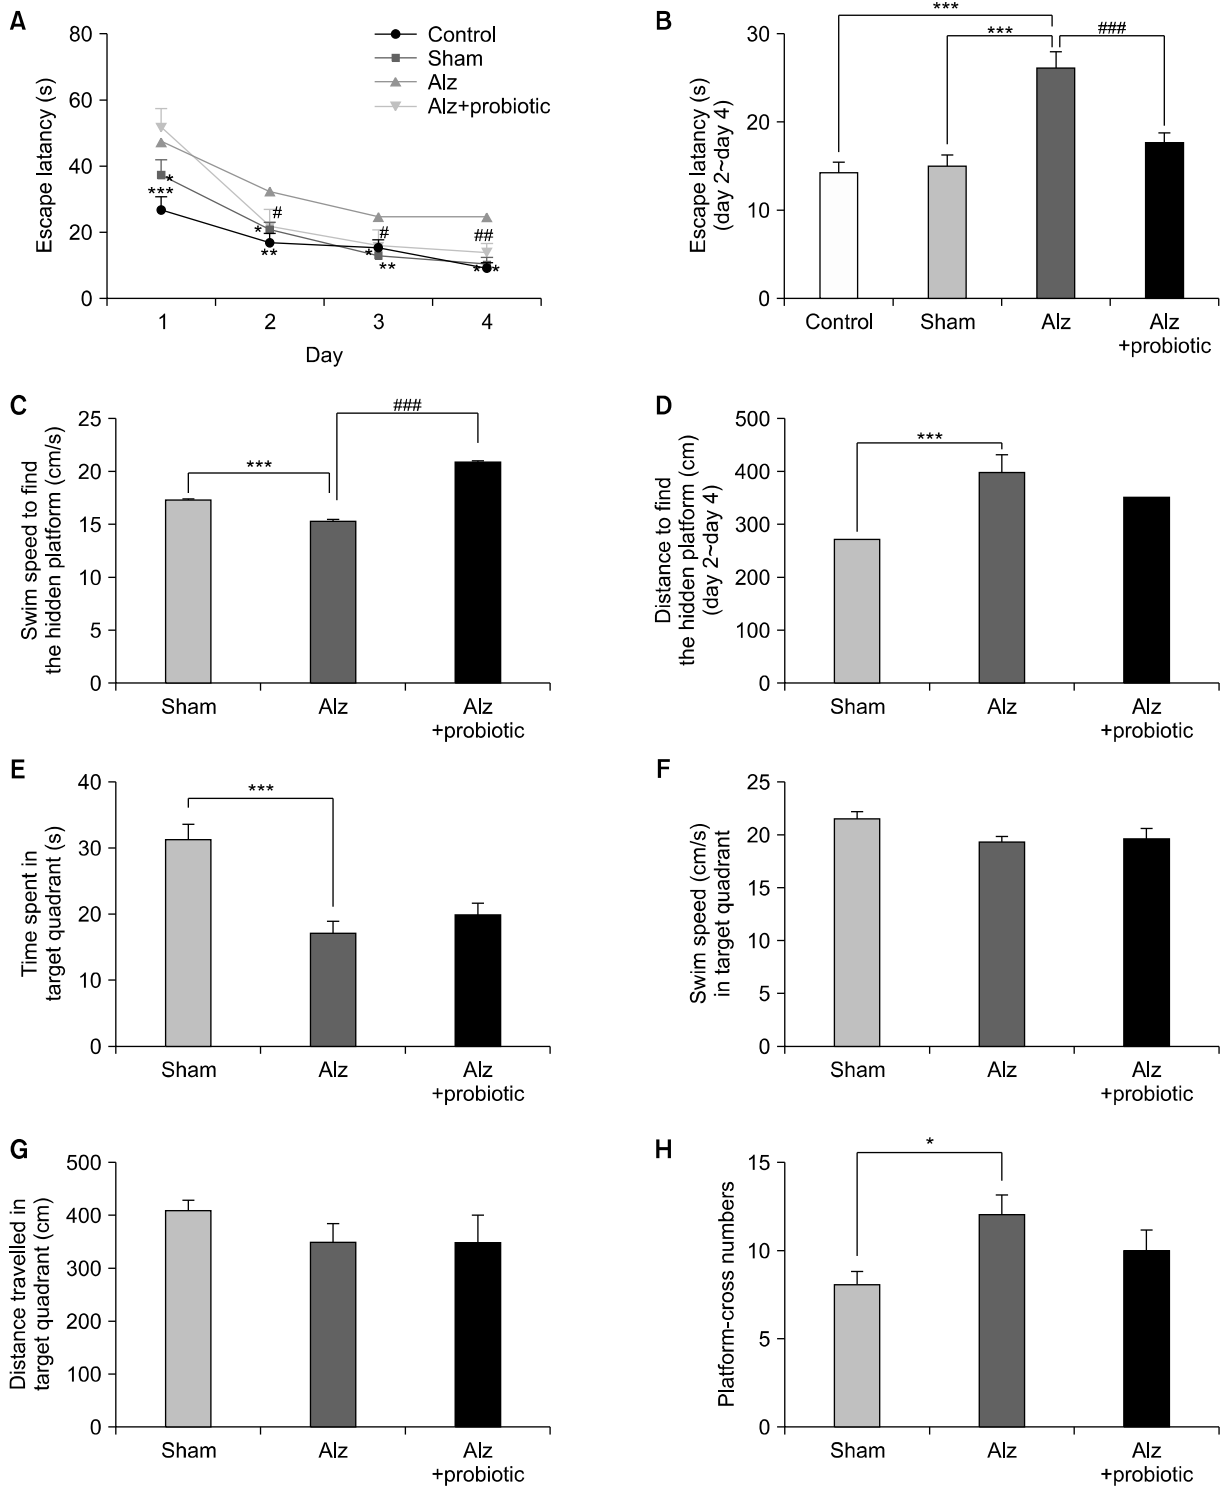 A
Escape latancy (s)
80
60
40
20
0
Control
Sham
Alz
Alz+probiotic
***
*
*
#
**
#
*
**
##
***
1
2
3
4
Day
B
Escape latency (s)
(day 2~day 4)
30
20
10
0
***
***
###
Control
Sham
Alz
Alz
+probiotic
C
Swim speed to find
the hidden platform (cm/s)
25
20
15
10
5
0
***
###
Sham
Alz
Alz
+probiotic
D
Distance to find
the hidden platform (cm)
(day 2~day 4)
500
400
300
200
100
0
***
Sham
Alz
Alz
+probiotic
E
Time spent in
target quadrant (s)
40
30
20
10
0
***
Sham
Alz
Alz
+probiotic
F
Swim speed (cm/s)
in target quadrant
25
20
15
10
5
0
Sham
Alz
Alz
+probiotic
G
Distance travelled in
target quadrant (cm)
500
400
300
200
100
0
Sham
Alz
Alz
+probiotic
H
Platform-cross numbers
15
10
5
0
*
Sham
Alz
Alz
+probiotic